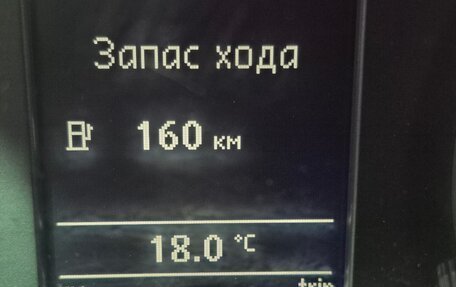 Запас хода
160 км
18.0 °C
trip